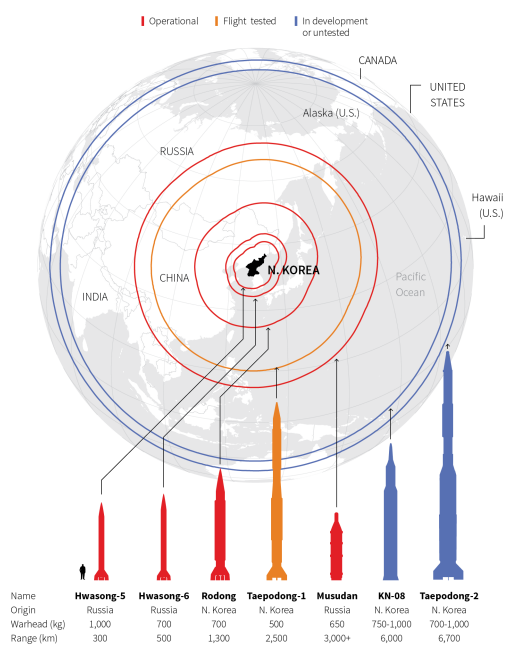 Operational Flight tested In development
or untested
CANADA
UNITED
STATES
Alaska (U.S.)
RUSSIA
Hawaii
(U.S.)
N. KOREA
CHINA
Pacific
Ocean
INDIA
Name Hwasong-5 Hwasong-6 Rodong Taepodong-1 Musudan KN-08 Taepodong-2
Origin Russia Russia N. Korea N. Korea Russia N. Korea N. Korea
Warhead (kg) 1,000 700 700 500 650 750-1,000 700-1,000
Range (km) 300 500 1,300 2,500 3,000+ 6,000 6,700